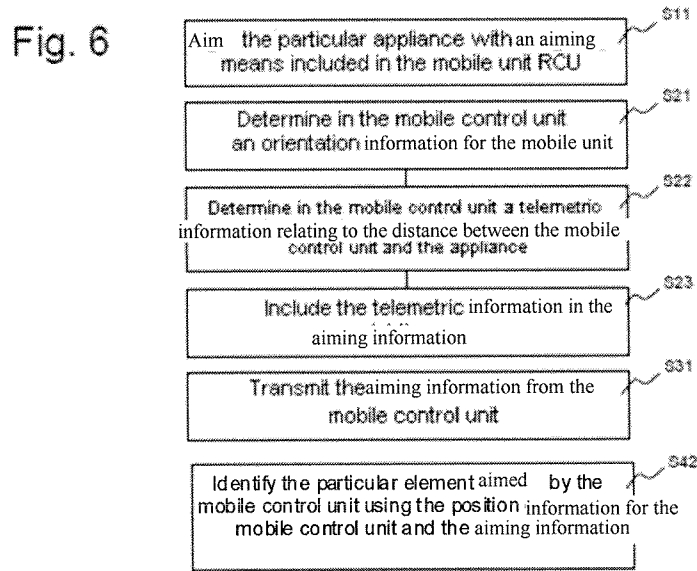 Fig. 6
S11
Aim the particular appliance with an aiming
means included in the mobile unit RCU
S21
Determine in the mobile control unit
an orientation information for the mobile unit
S22
Determine in the mobile control unit a telemetric
information relating to the distance between the mobile
control unit and the appliance
S23
Include the telemetric information in the
aiming information
S31
Transmit the aiming information from the
mobile control unit
S42
Identify the particular element aimed by the
mobile control unit using the position information for the
mobile control unit and the aiming information